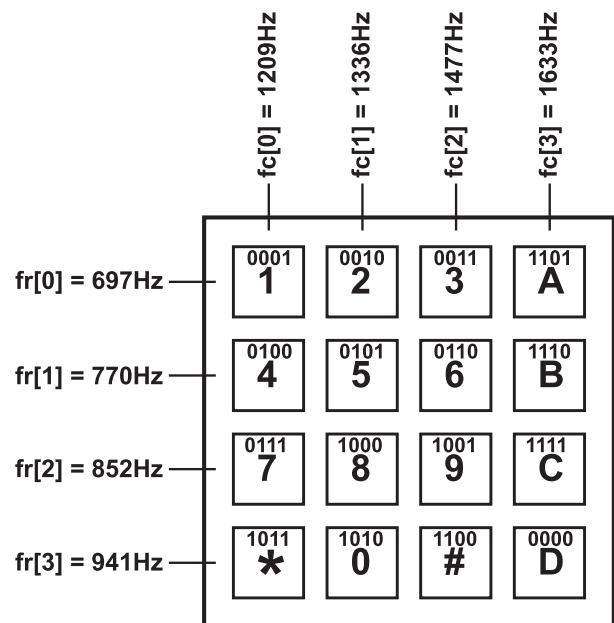 fc[0] = 1209Hz
fc[1] = 1336Hz
fc[2] = 1477Hz
fc[3] = 1633Hz
fr[0] = 697Hz
0001 0010 0011 1101
1 2 3 A
fr[1] = 770Hz
0100 0101 0110 1110
4 5 6 B
fr[2] = 852Hz
0111 1000 1001 1111
7 8 9 C
fr[3] = 941Hz
1011 1010 1100 0000
* 0 # D